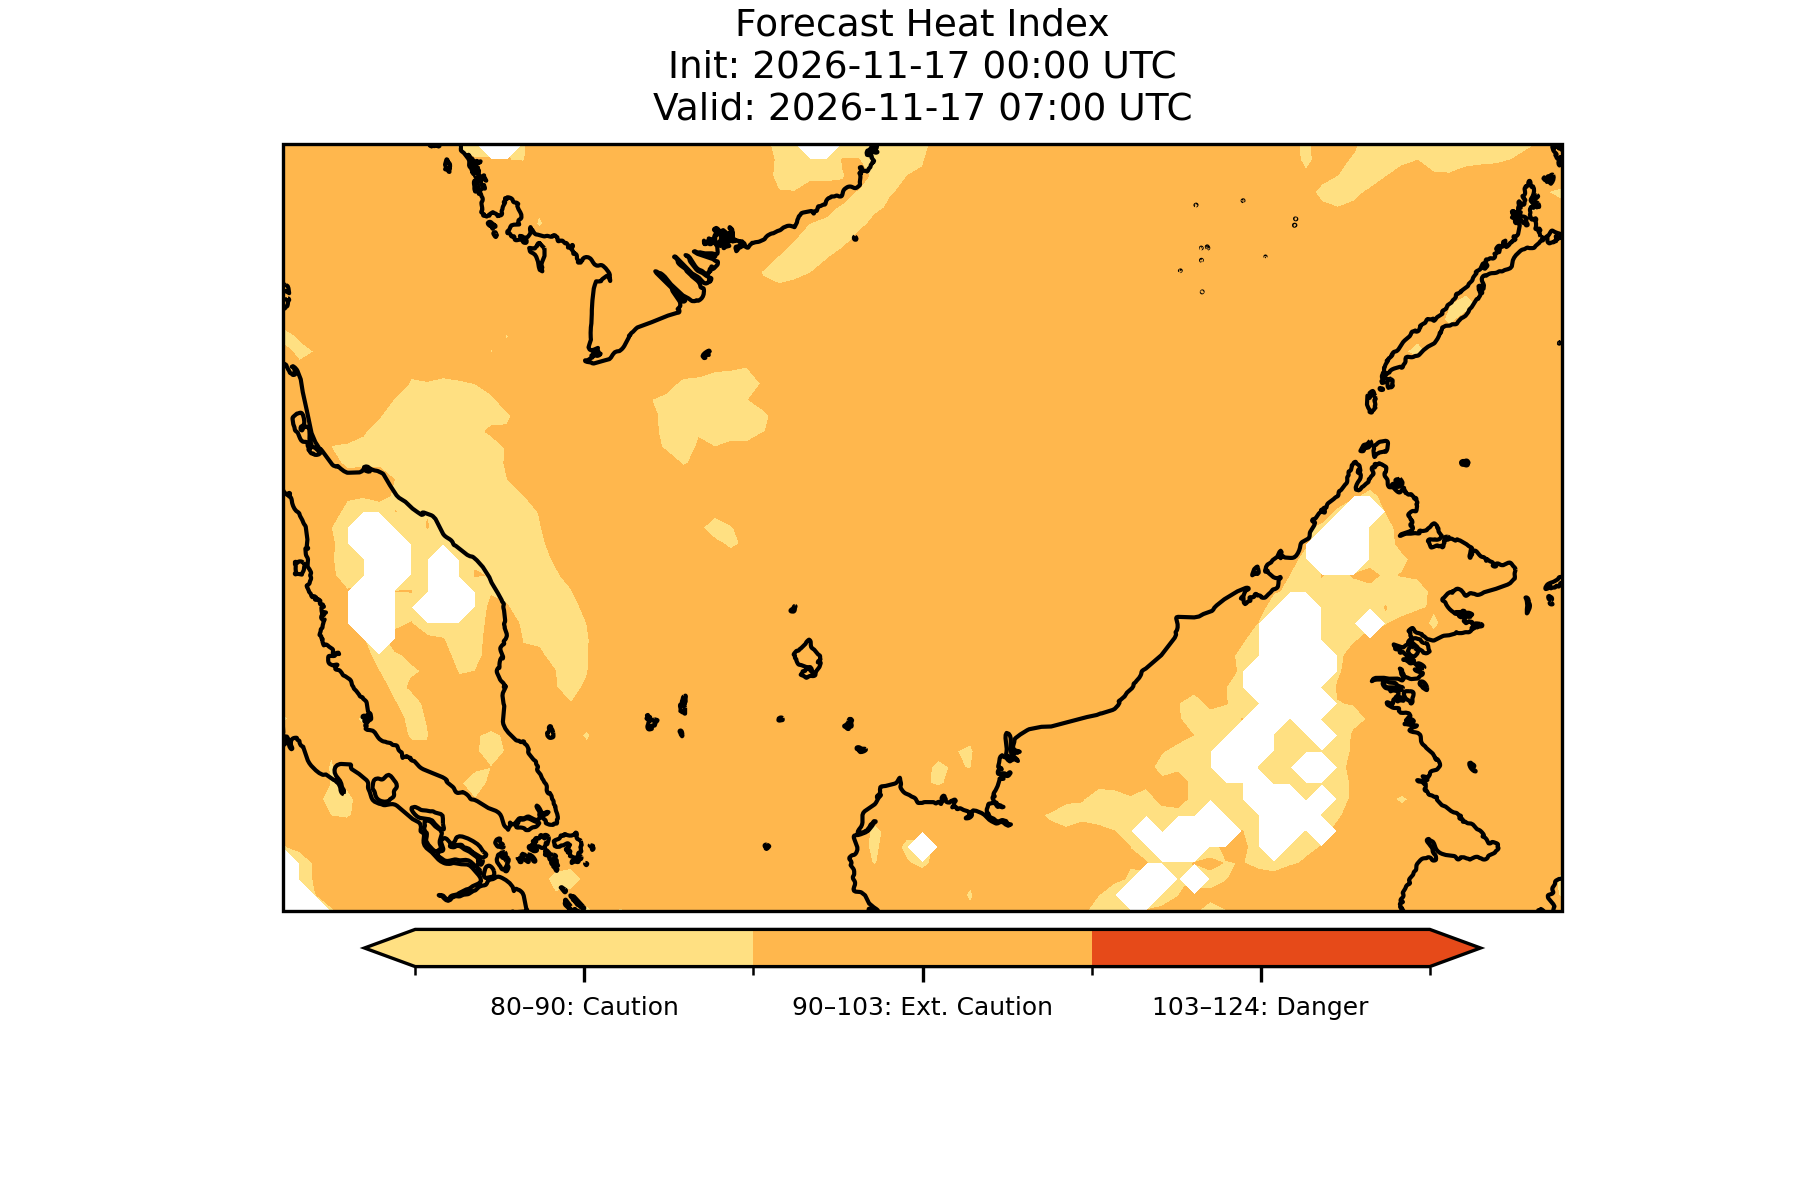 Forecast Heat Index
Init: 2026-11-17 00:00 UTC
Valid: 2026-11-17 07:00 UTC
80–90: Caution
90–103: Ext. Caution
103–124: Danger